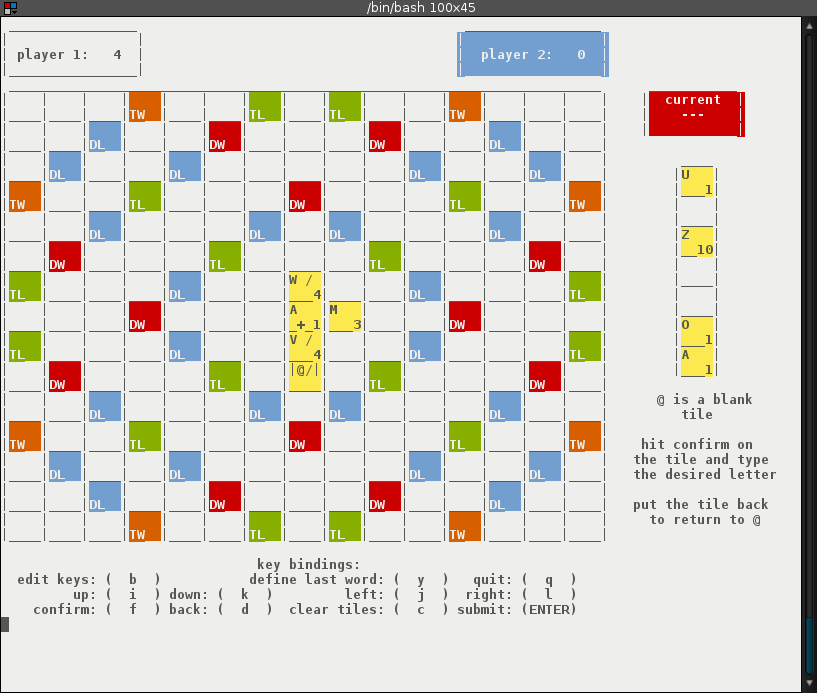 /bin/bash 100x45
player 1: 4 player 2: 0
current
---
TW TL TL TW
DL DW DW DL
DL DL DL DL
U
1
TW TL DW TL TW
DL DL DL DL
Z
10
DW TL TL DW
W /
TL DL 4 DL TL
A M
DW + 1 3 DW
O
V /
TL DL 4 DL TL 1
A
DW TL |@/| TL DW 1
DL DL DL DL
@ is a blank
tile
TW TL DW TL TW
hit confirm on
the tile and type
DL DL DL DL
the desired letter
DL DW DW DL
put the tile back
to return to @
TW TL TL TW
key bindings:
edit keys: ( b ) define last word: ( y ) quit: ( q )
up: ( i ) down: ( k ) left: ( j ) right: ( l )
confirm: ( f ) back: ( d ) clear tiles: ( c ) submit: (ENTER)